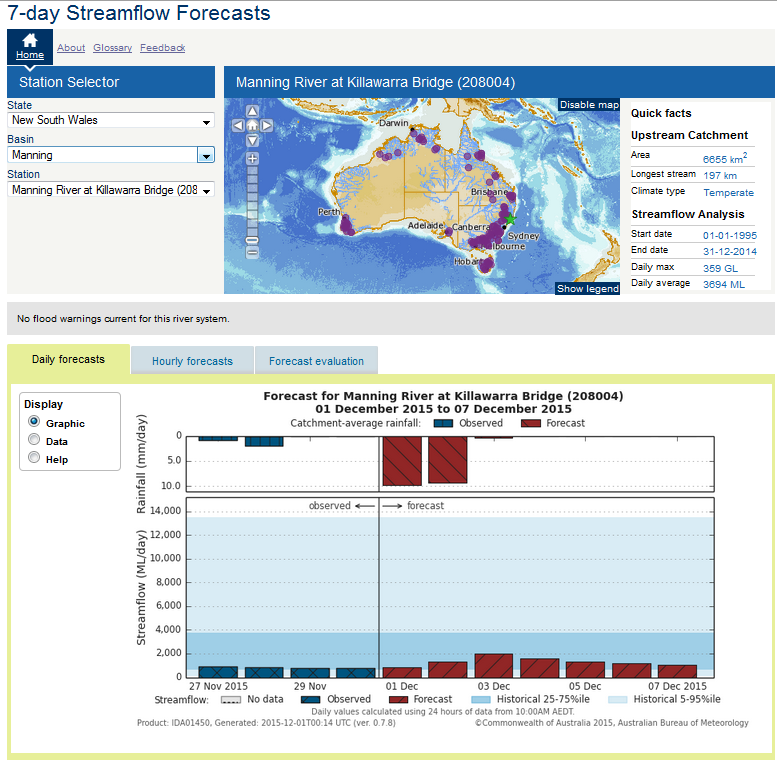 7-day Streamflow Forecasts
Home About Glossary Feedback
Station Selector
State
New South Wales
Basin
Manning
Station
Manning River at Killawarra Bridge (208
Manning River at Killawarra Bridge (208004)
Disable map
Darwin
Brisbane
Perth
Adelaide Canberra
Sydney
Melbourne
Hobart
Show legend
Quick facts
Upstream Catchment
Area 6655 km²
Longest stream 197 km
Climate type Temperate
Streamflow Analysis
Start date 01-01-1995
End date 31-12-2014
Daily max 359 GL
Daily average 3694 ML
No flood warnings current for this river system.
Daily forecasts Hourly forecasts Forecast evaluation
Display
Graphic
Data
Help
Forecast for Manning River at Killawarra Bridge (208004)
01 December 2015 to 07 December 2015
Catchment-average rainfall: Observed Forecast
Rainfall (mm/day)
0
5.0
10.0
observed forecast
Streamflow (ML/day)
14,000
12,000
10,000
8,000
6,000
4,000
2,000
0
27 Nov 2015 29 Nov 01 Dec 03 Dec 05 Dec 07 Dec 2015
Streamflow: No data Observed Forecast Historical 25-75%ile Historical 5-95%ile
Daily values calculated using 24 hours of data from 10:00AM AEDT.
Product: IDA01450, Generated: 2015-12-01T00:14 UTC (ver. 0.7.8) ©Commonwealth of Australia 2015, Australian Bureau of Meteorology